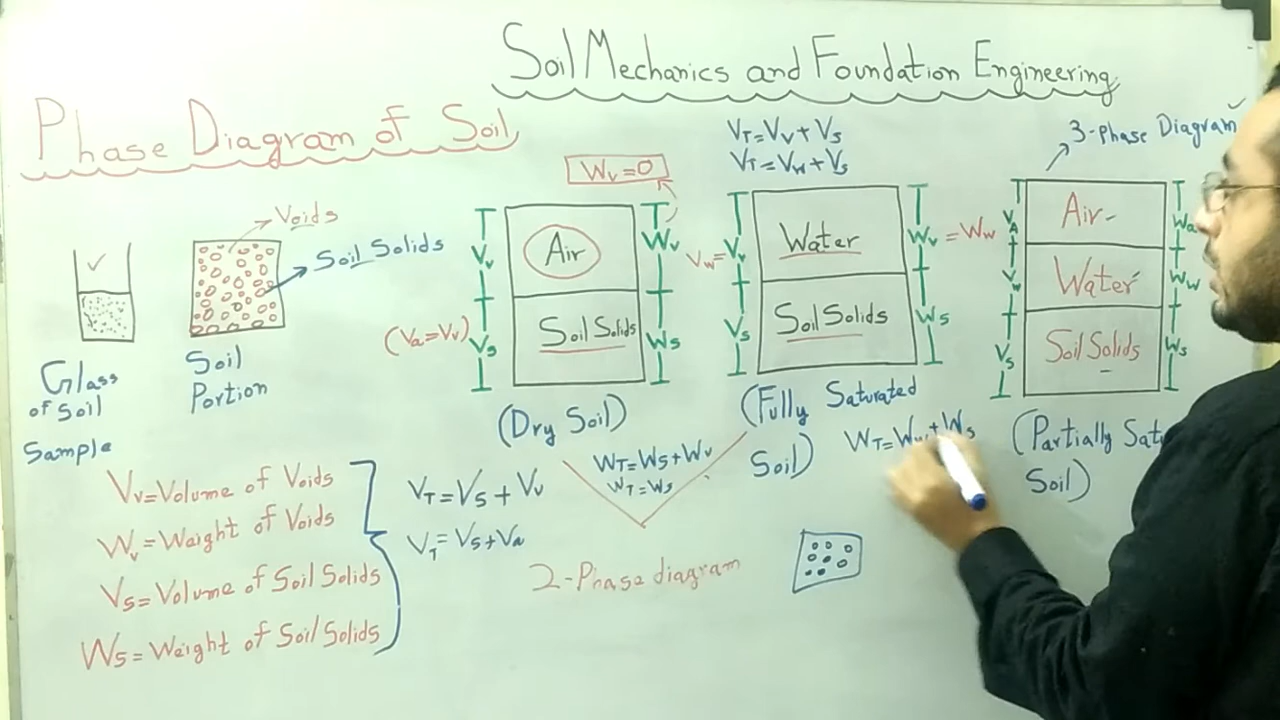 Soil Mechanics and Foundation Engineering
Phase Diagram of Soil
Voids
Soil Solids
Glass
of Soil
Sample
Soil
Portion
Wv=0
Air
Soil Solids
Vv
Vs
Wv
Ws
(Va=Vv)
(Dry Soil)
VT=Vv+Vs
VT=Vw+Vs
Water
Soil Solids
Vw=Vv
Vs
Wv=Ww
Ws
(Fully Saturated
Soil)
3-Phase Diagram
Air
Water
Soil Solids
VA
Vw
Vs
Wa
Ww
Ws
(Partially Sat
Soil)
Vv=Volume of Voids
Wv=Waight of Voids
Vs=Volume of Soil Solids
Ws=Weight of Soil Solids
VT=Vs+Vv
VT=Vs+Va
WT=Ws+Wv
WT=Ws
2-Phase diagram